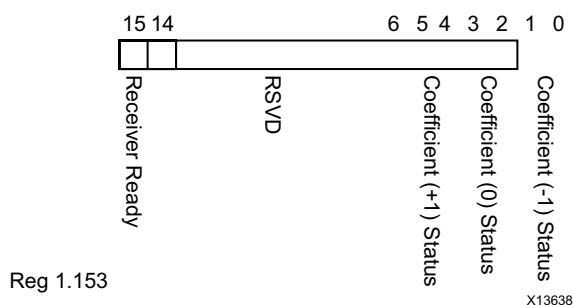 15 14 6 5 4 3 2 1 0
Receiver Ready
RSVD
Coefficient (+1) Status
Coefficient (0) Status
Coefficient (-1) Status
Reg 1.153
X13638